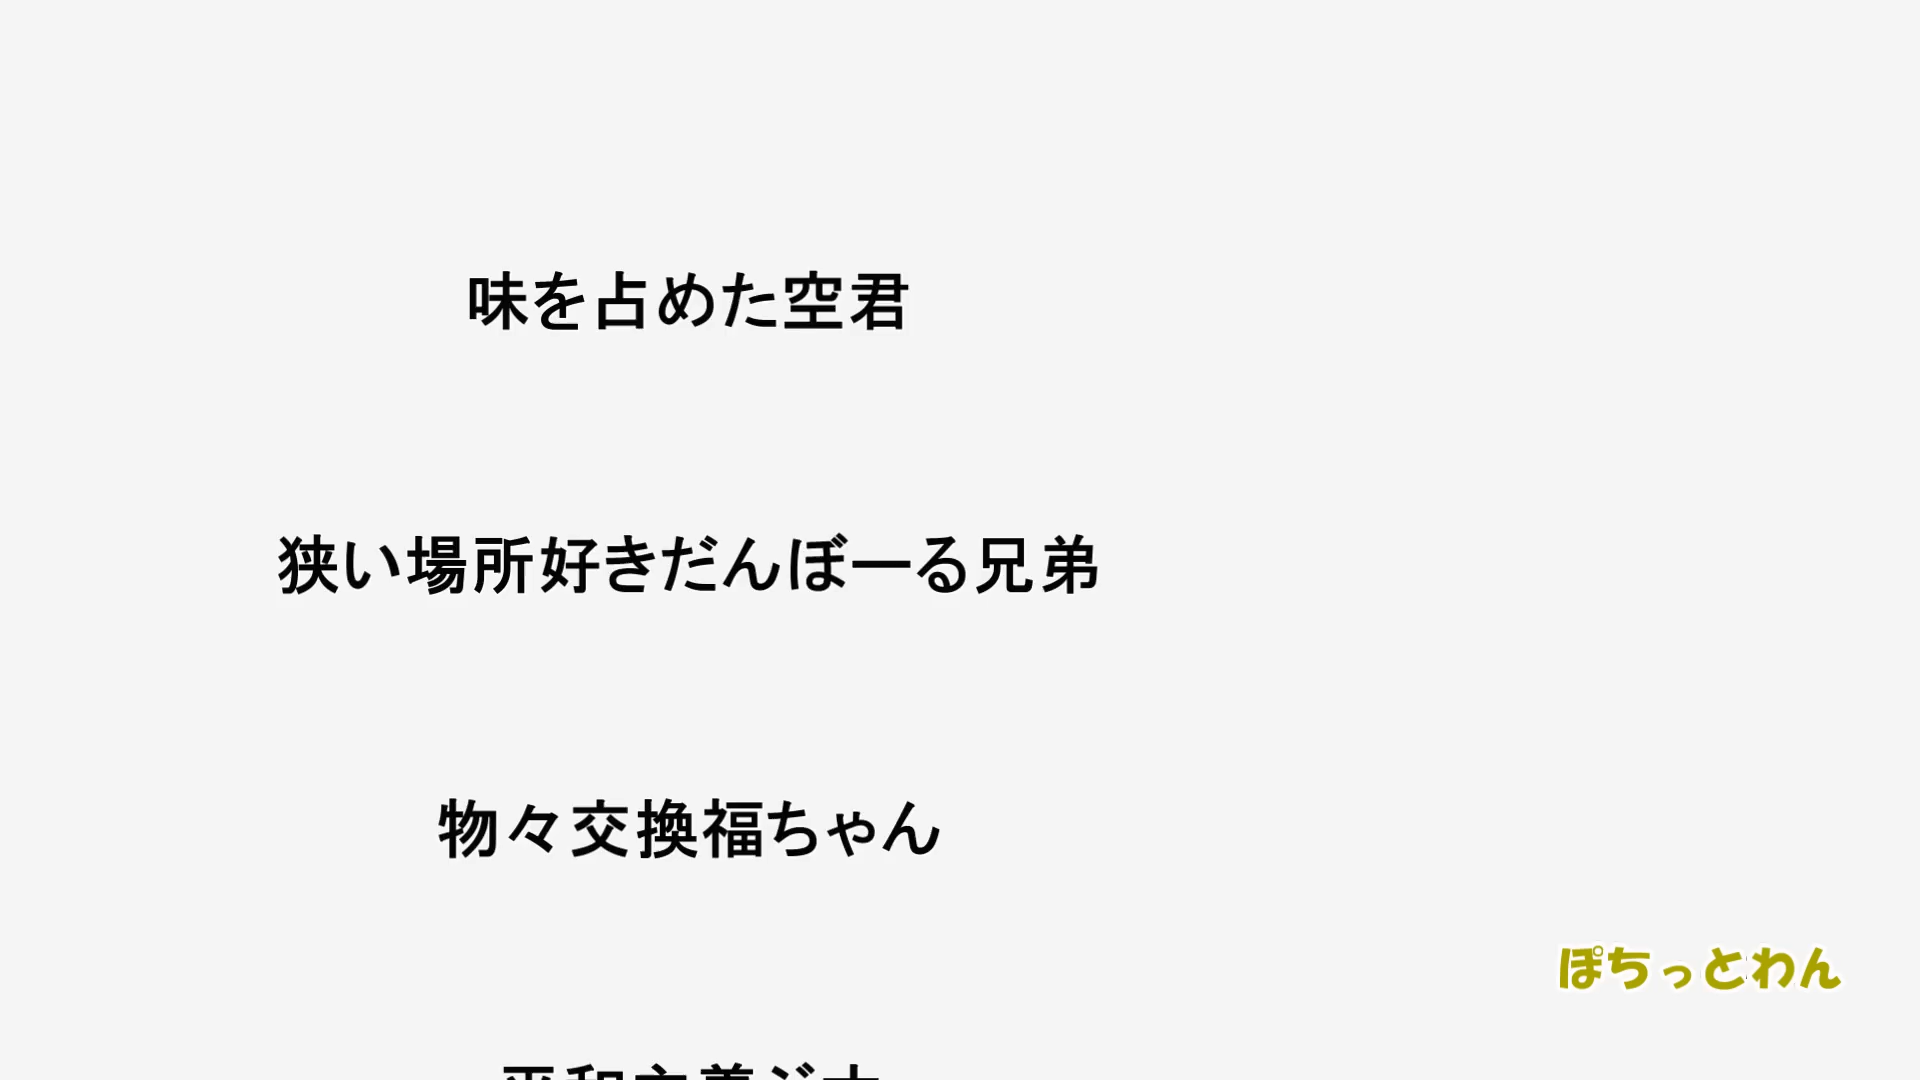 味を占めた空君
狭い場所好きだんぼーる兄弟
物々交換福ちゃん
ぽちっとわん